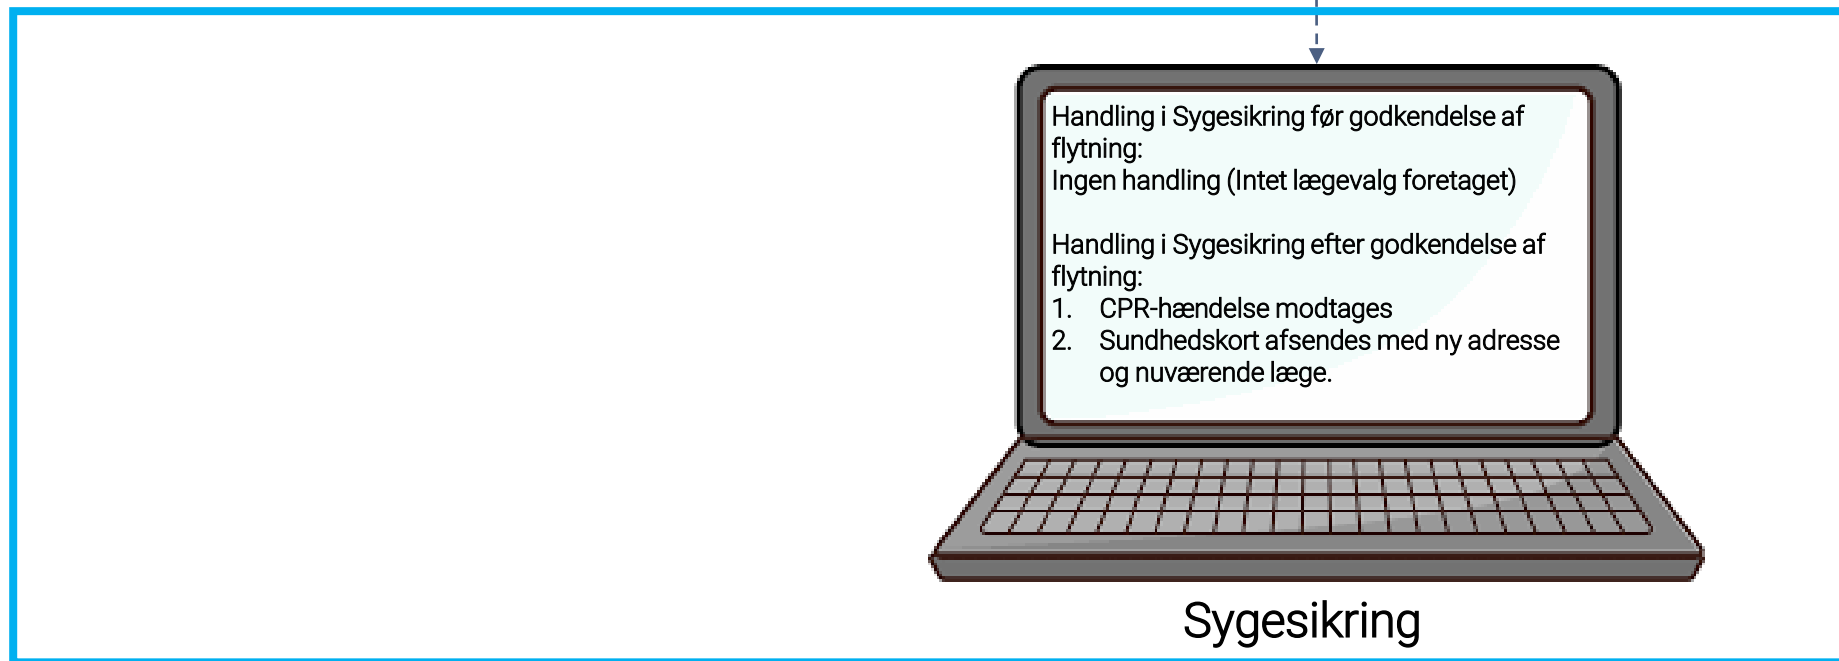 Handling i Sygesikring før godkendelse af
flytning:
Ingen handling (Intet lægevalg foretaget)
Handling i Sygesikring efter godkendelse af
flytning:
1. CPR-hændelse modtages
2. Sundhedskort afsendes med ny adresse
og nuværende læge.
Sygesikring